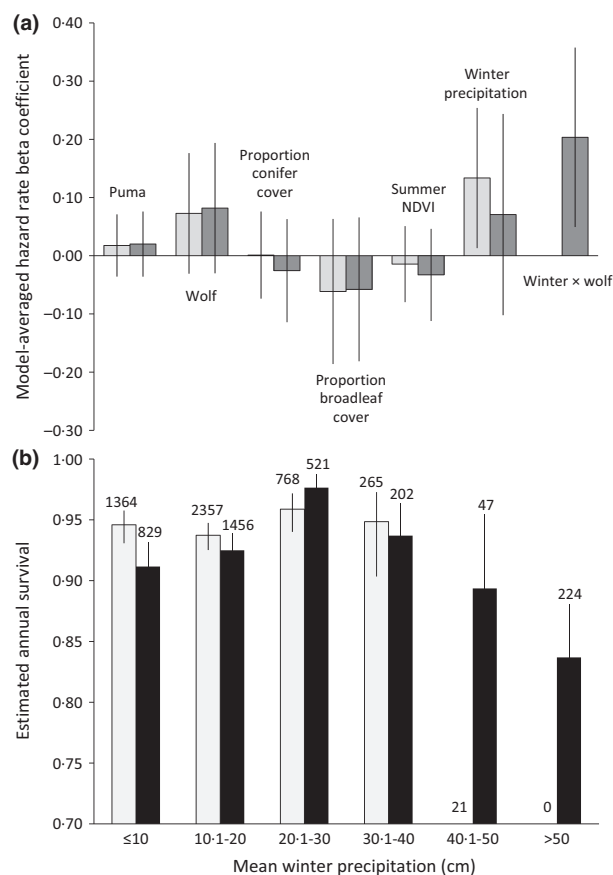 (a)
0·40
0·30
0·20
0·10
0·00
–0·10
–0·20
–0·30
Model-averaged hazard rate beta coefficient
Puma
Wolf
Proportion conifer
cover
Proportion
broadleaf
cover
Summer
NDVI
Winter
precipitation
Winter × wolf
(b)
1·00
0·95
0·90
0·85
0·80
0·75
0·70
Estimated annual survival
1364
829
2357
1456
768
521
265
202
21
47
0
224
≤10
10·1-20
20·1-30
30·1-40
40·1-50
>50
Mean winter precipitation (cm)